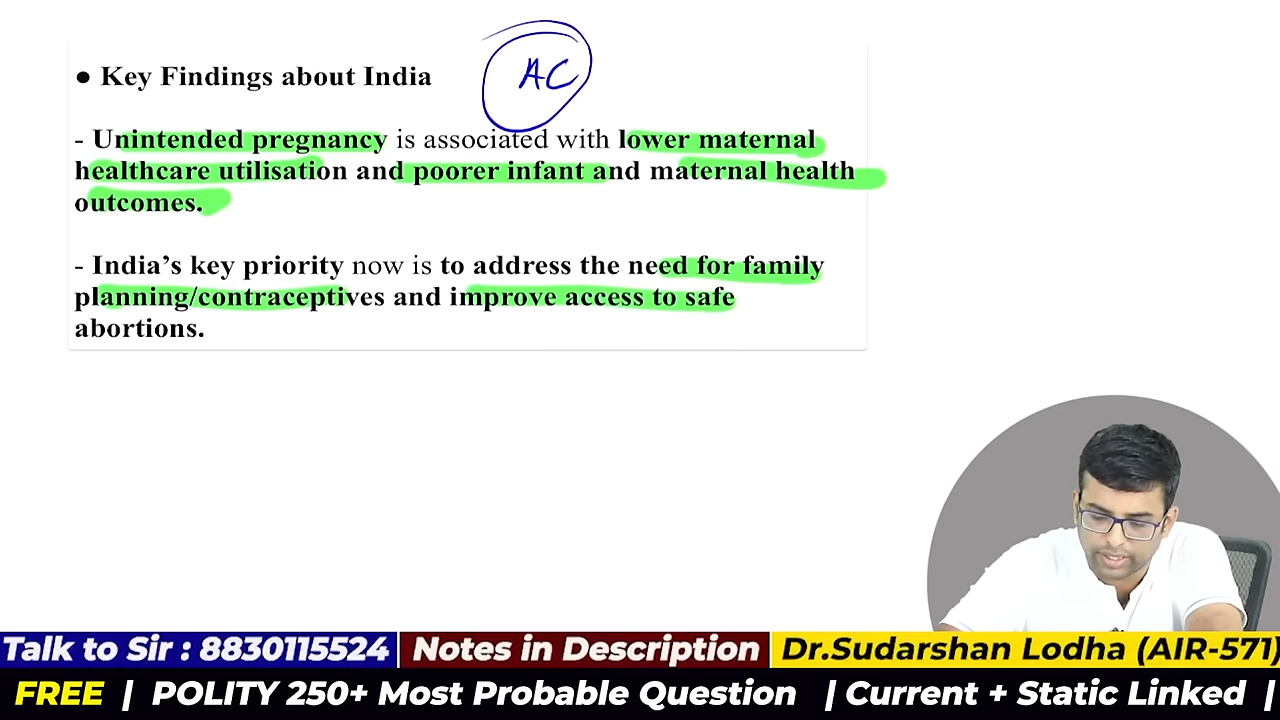 ● Key Findings about India
AC
- Unintended pregnancy is associated with lower maternal
healthcare utilisation and poorer infant and maternal health
outcomes.
- India’s key priority now is to address the need for family
planning/contraceptives and improve access to safe
abortions.
Talk to Sir : 8830115524 Notes in Description Dr.Sudarshan Lodha (AIR-571)
FREE | POLITY 250+ Most Probable Question | Current + Static Linked |